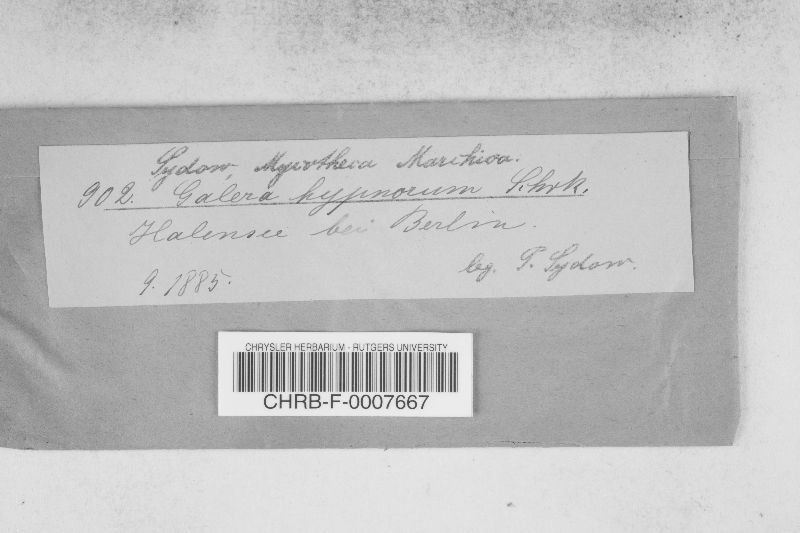 Sydow, Mycotheca Marchica.
902. Galera hypnorum Schrk.
Halensee bei Berlin.
9. 1885.
leg. P. Sydow.
CHRYSLER HERBARIUM - RUTGERS UNIVERSITY
CHRB-F-0007667